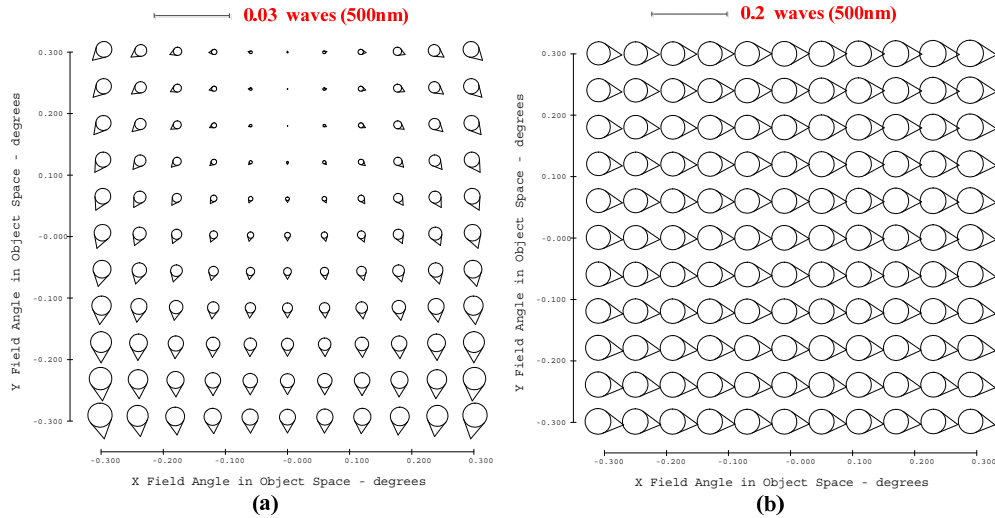 0.03 waves (500nm)
0.300
0.200
0.100
-0.000
-0.100
-0.200
-0.300
Y Field Angle in Object Space - degrees
-0.300 -0.200 -0.100 -0.000 0.100 0.200 0.300
X Field Angle in Object Space - degrees
(a)
0.2 waves (500nm)
0.300
0.200
0.100
-0.000
-0.100
-0.200
-0.300
Y Field Angle in Object Space - degrees
-0.300 -0.200 -0.100 -0.000 0.100 0.200 0.300
X Field Angle in Object Space - degrees
(b)